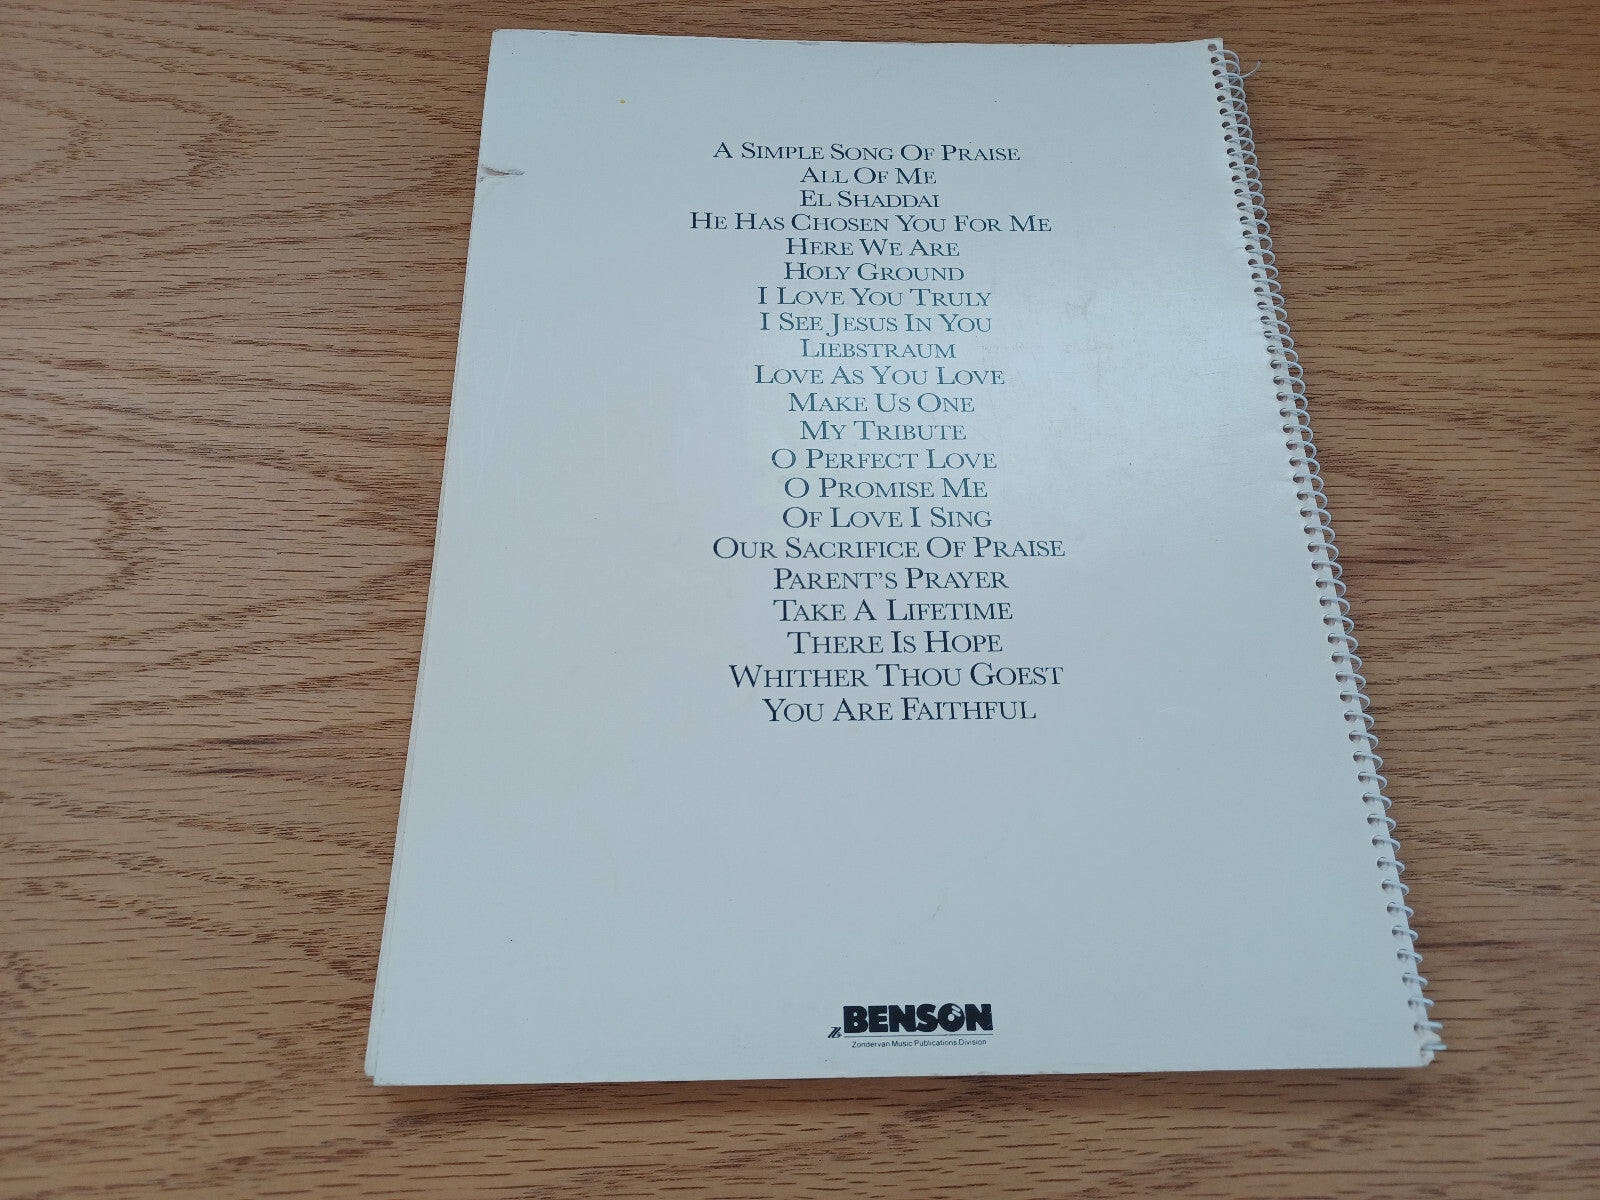 A SIMPLE SONG OF PRAISE
ALL OF ME
EL SHADDAI
HE HAS CHOSEN YOU FOR ME
HERE WE ARE
HOLY GROUND
I LOVE YOU TRULY
I SEE JESUS IN YOU
LIEBSTRAUM
LOVE AS YOU LOVE
MAKE US ONE
MY TRIBUTE
O PERFECT LOVE
O PROMISE ME
OF LOVE I SING
OUR SACRIFICE OF PRAISE
PARENT'S PRAYER
TAKE A LIFETIME
THERE IS HOPE
WHITHER THOU GOEST
YOU ARE FAITHFUL
BENSON
Zondervan Music Publications Division